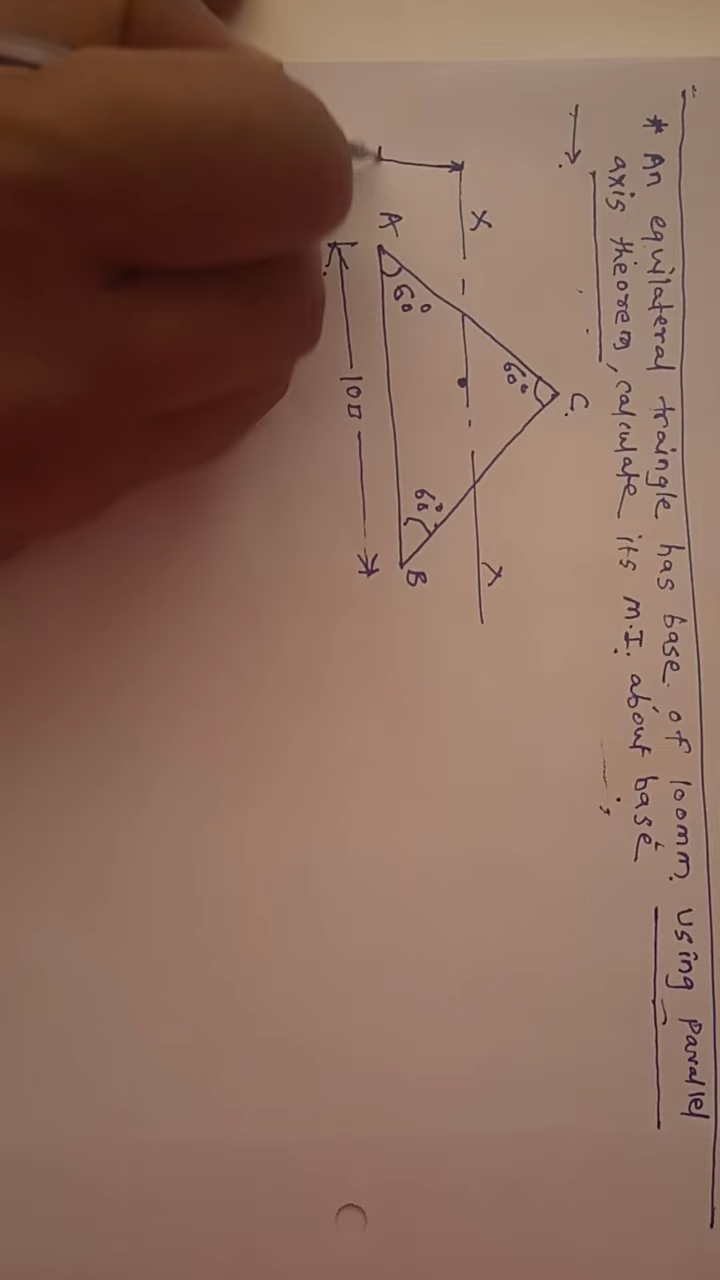 * An equilateral traingle has base of 100mm. Using parallel
axis theorem, calculate its M.I. about base
C.
60°
X
X
A
60°
60°
B
100